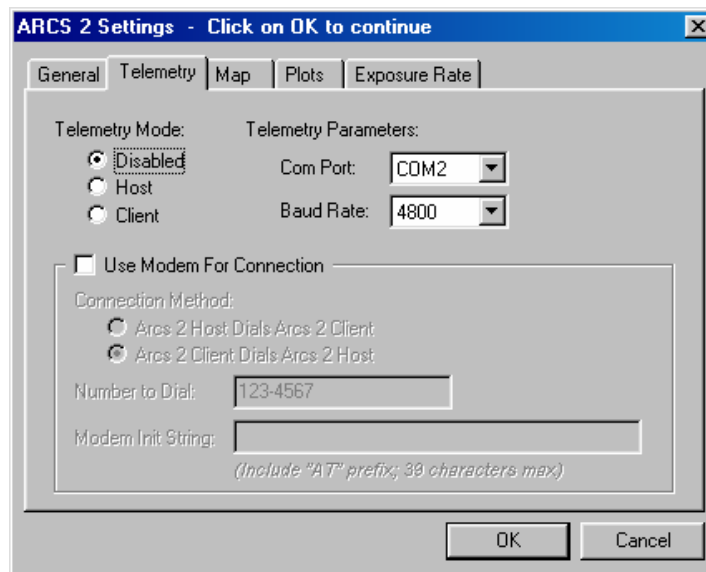 ARCS 2 Settings - Click on OK to continue
General Telemetry Map Plots Exposure Rate
Telemetry Mode:
Disabled
Host
Client
Telemetry Parameters:
Com Port: COM2
Baud Rate: 4800
Use Modem For Connection
Connection Method:
Arcs 2 Host Dials Arcs 2 Client
Arcs 2 Client Dials Arcs 2 Host
Number to Dial: 123-4567
Modem Init String:
(Include "AT" prefix; 39 characters max)
OK Cancel